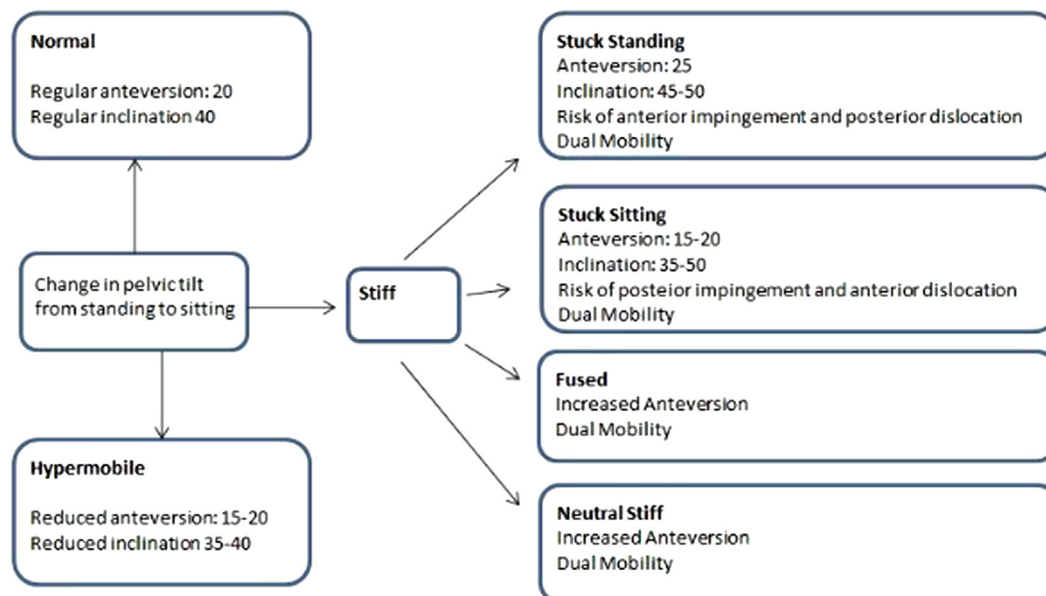 Normal
Regular anteversion: 20
Regular inclination 40
Change in pelvic tilt
from standing to sitting
Hypermobile
Reduced anteversion: 15-20
Reduced inclination 35-40
Stiff
Stuck Standing
Anteversion: 25
Inclination: 45-50
Risk of anterior impingement and posterior dislocation
Dual Mobility
Stuck Sitting
Anteversion: 15-20
Inclination: 35-50
Risk of posteior impingement and anterior dislocation
Dual Mobility
Fused
Increased Anteversion
Dual Mobility
Neutral Stiff
Increased Anteversion
Dual Mobility